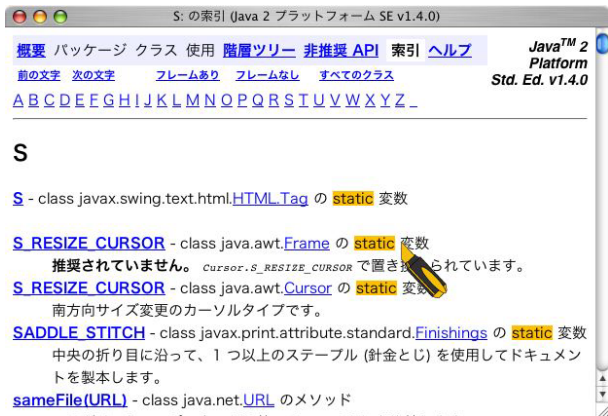 S: の索引 (Java 2 プラットフォーム SE v1.4.0)
概要 パッケージ クラス 使用 階層ツリー 非推奨 API 索引 ヘルプ
Java™ 2
Platform
Std. Ed. v1.4.0
前の文字 次の文字 フレームあり フレームなし すべてのクラス
A B C D E F G H I J K L M N O P Q R S T U V W X Y Z _
S
S - class javax.swing.text.html.HTML.Tag の static 変数
S_RESIZE_CURSOR - class java.awt.Frame の static 変数
推奨されていません。 Cursor.S_RESIZE_CURSOR で置き換えられています。
S_RESIZE_CURSOR - class java.awt.Cursor の static 変数
南方向サイズ変更のカーソルタイプです。
SADDLE_STITCH - class javax.print.attribute.standard.Finishings の static 変数
中央の折り目に沿って、1 つ以上のステープル (針金とじ) を使用してドキュメン
トを製本します。
sameFile(URL) - class java.net.URL のメソッド